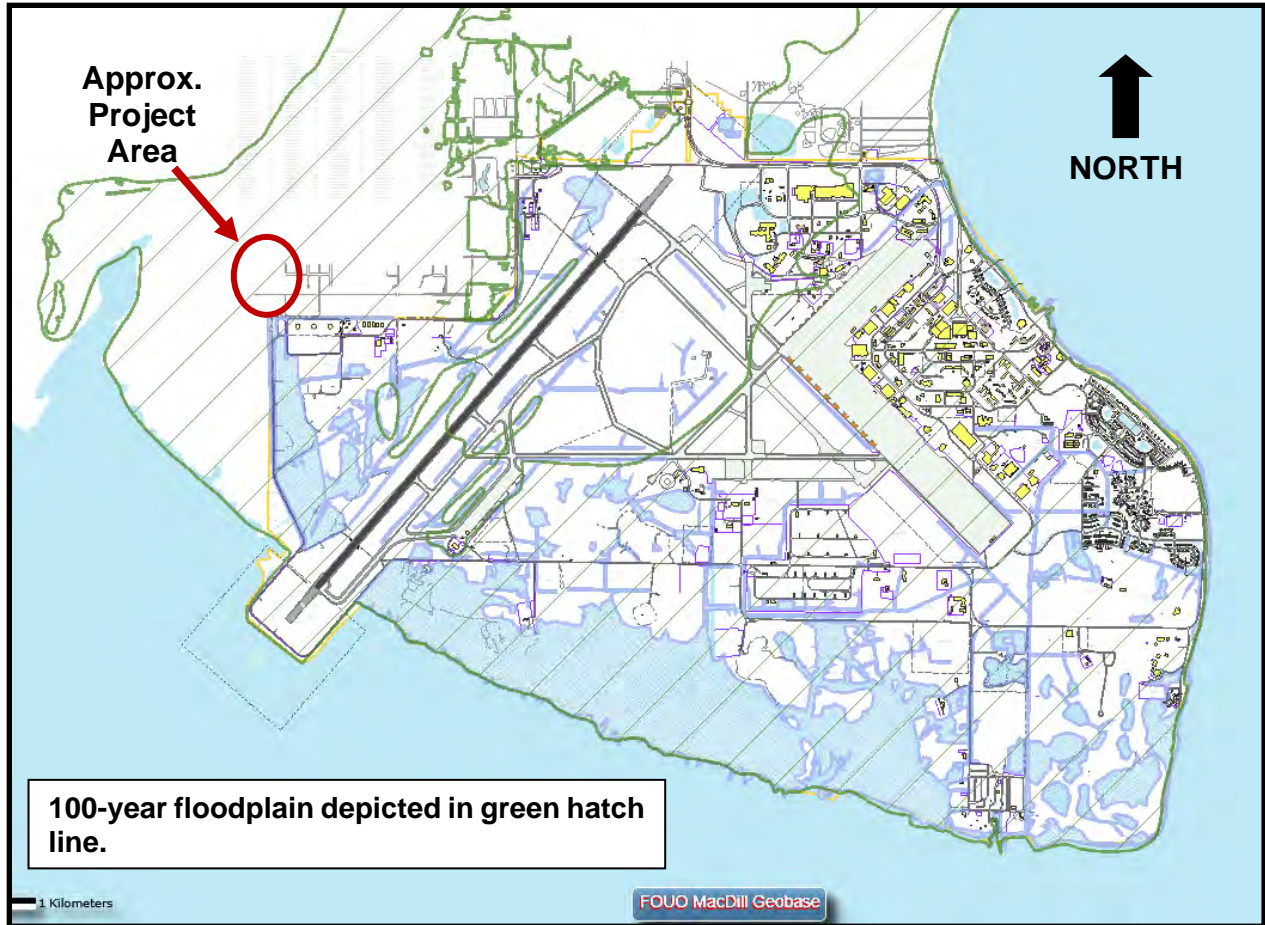 Approx.
Project
Area
NORTH
100-year floodplain depicted in green hatch
line.
1 Kilometers
FOUO MacDill Geobase